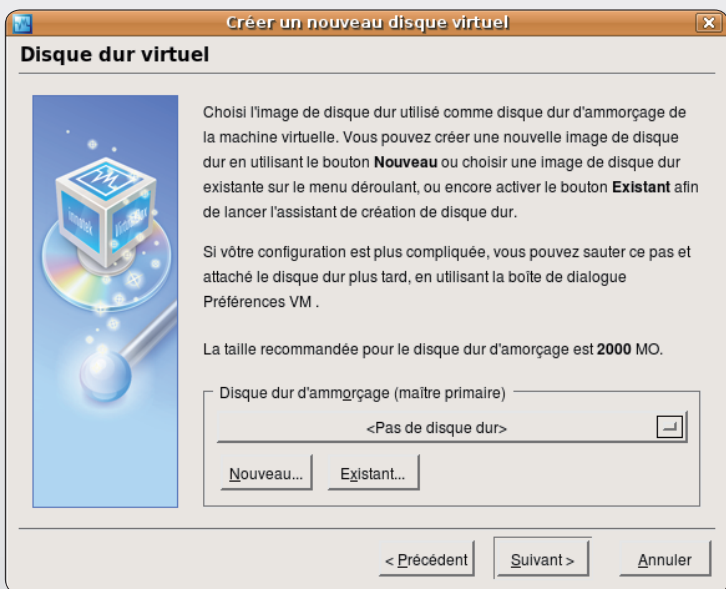 Créer un nouveau disque virtuel
Disque dur virtuel
Choisi l'image de disque dur utilisé comme disque dur d'ammorçage de
la machine virtuelle. Vous pouvez créer une nouvelle image de disque
dur en utilisant le bouton Nouveau ou choisir une image de disque dur
existante sur le menu déroulant, ou encore activer le bouton Existant afin
de lancer l'assistant de création de disque dur.
Si vôtre configuration est plus compliquée, vous pouvez sauter ce pas et
attaché le disque dur plus tard, en utilisant la boîte de dialogue
Préférences VM .
La taille recommandée pour le disque dur d'amorçage est 2000 MO.
Disque dur d'ammorçage (maître primaire)
<Pas de disque dur>
Nouveau...
Existant...
< Précédent
Suivant >
Annuler
innotek
VirtualBox